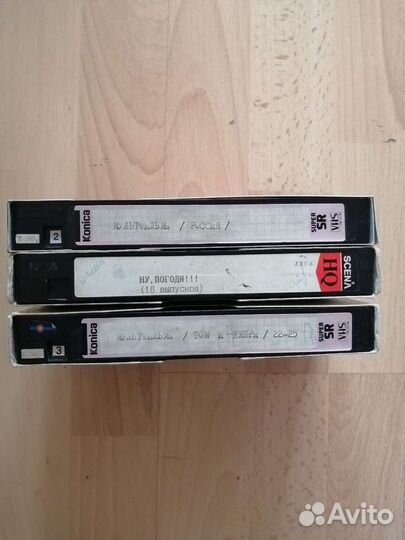 2
Konica
МУЛЬТФИЛЬМЫ / РОССИЯ /
SUPER
SR
VHS
НУ, ПОГОДИ!!!
(18 выпусков)
HQ
SCENA
3
Konica
МУЛЬТФИЛЬМЫ / ТОМ И ДЖЕРИ / 22-25
SUPER
SR
VHS
Avito